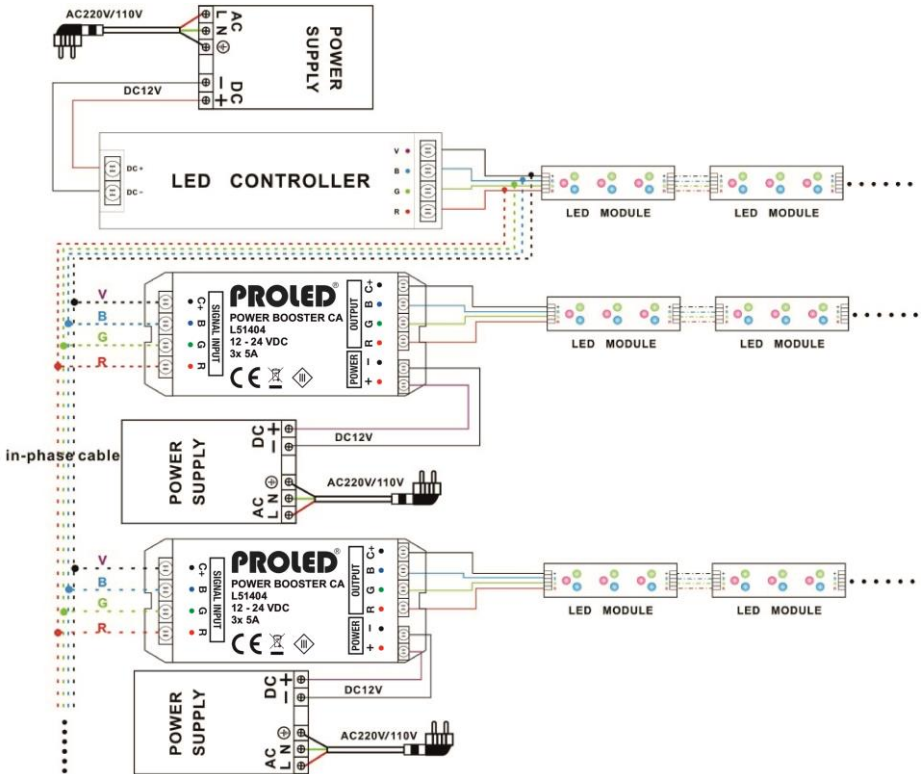 AC220V/110V
AC
L N ⏚
POWER
SUPPLY
− +
DC
DC12V
DC+
DC−
LED CONTROLLER
V
B
G
R
LED MODULE
LED MODULE
V
B
G
R
C+
B
G
R
SIGNAL INPUT
PROLED®
POWER BOOSTER CA
L51404
12 - 24 VDC
3x 5A
CE
OUTPUT
C+
B
G
R
POWER
−
+
LED MODULE
LED MODULE
in-phase cable
POWER
SUPPLY
DC
+
−
DC12V
AC
L N ⏚
AC220V/110V
V
B
G
R
C+
B
G
R
SIGNAL INPUT
PROLED®
POWER BOOSTER CA
L51404
12 - 24 VDC
3x 5A
CE
OUTPUT
C+
B
G
R
POWER
−
+
LED MODULE
LED MODULE
POWER
SUPPLY
DC
+
−
DC12V
AC
L N ⏚
AC220V/110V